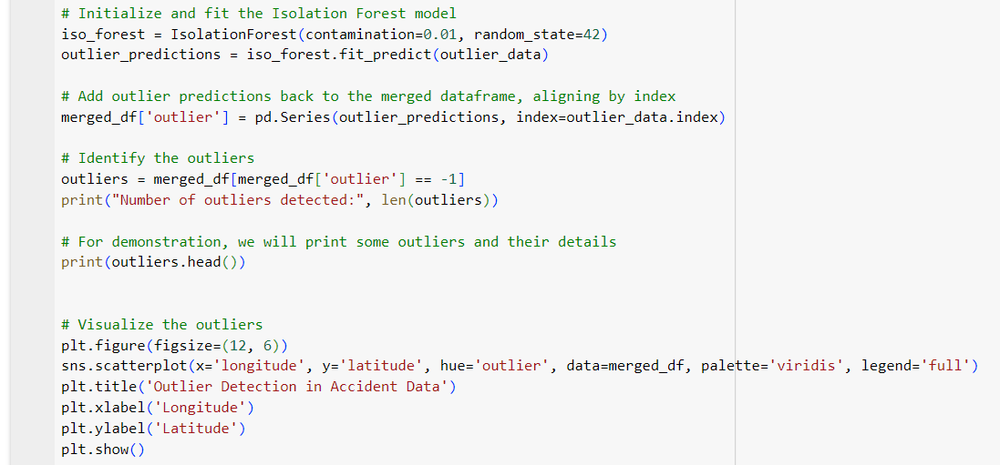 # Initialize and fit the Isolation Forest model
iso_forest = IsolationForest(contamination=0.01, random_state=42)
outlier_predictions = iso_forest.fit_predict(outlier_data)
# Add outlier predictions back to the merged dataframe, aligning by index
merged_df['outlier'] = pd.Series(outlier_predictions, index=outlier_data.index)
# Identify the outliers
outliers = merged_df[merged_df['outlier'] == -1]
print("Number of outliers detected:", len(outliers))
# For demonstration, we will print some outliers and their details
print(outliers.head())
# Visualize the outliers
plt.figure(figsize=(12, 6))
sns.scatterplot(x='longitude', y='latitude', hue='outlier', data=merged_df, palette='viridis', legend='full')
plt.title('Outlier Detection in Accident Data')
plt.xlabel('Longitude')
plt.ylabel('Latitude')
plt.show()